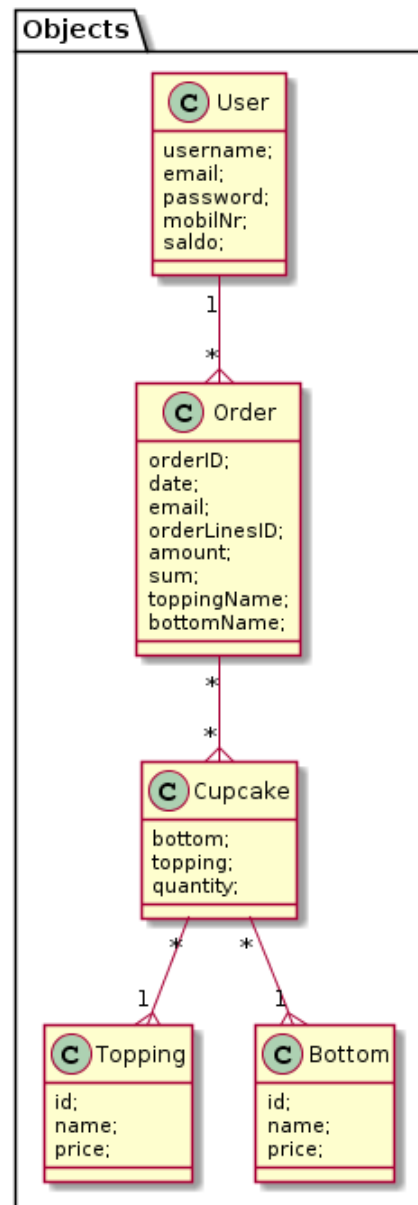 Objects
C User
username;
email;
password;
mobilNr;
saldo;
1
*
C Order
orderID;
date;
email;
orderLinesID;
amount;
sum;
toppingName;
bottomName;
*
*
C Cupcake
bottom;
topping;
quantity;
* *
1 1
C Topping
id;
name;
price;
C Bottom
id;
name;
price;